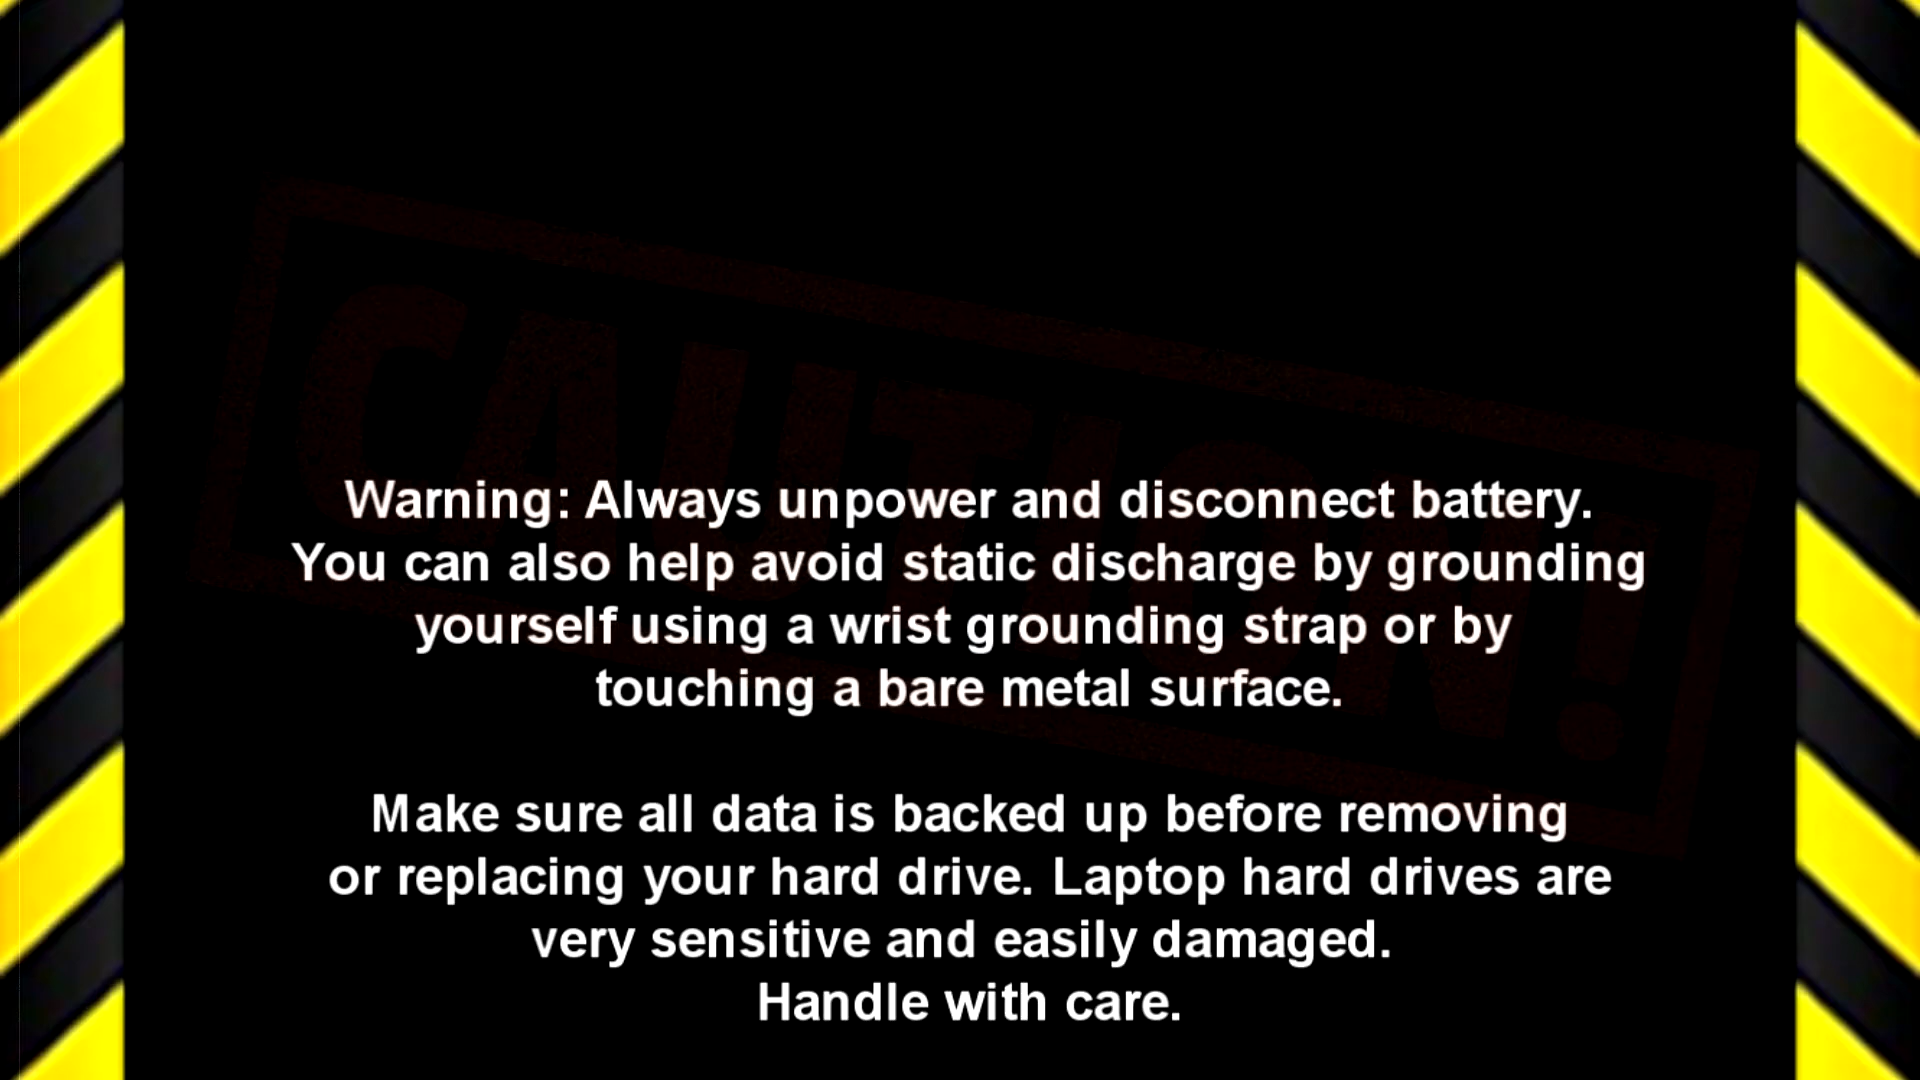 CAUTION!
Warning: Always unpower and disconnect battery.
You can also help avoid static discharge by grounding
yourself using a wrist grounding strap or by
touching a bare metal surface.
Make sure all data is backed up before removing
or replacing your hard drive. Laptop hard drives are
very sensitive and easily damaged.
Handle with care.